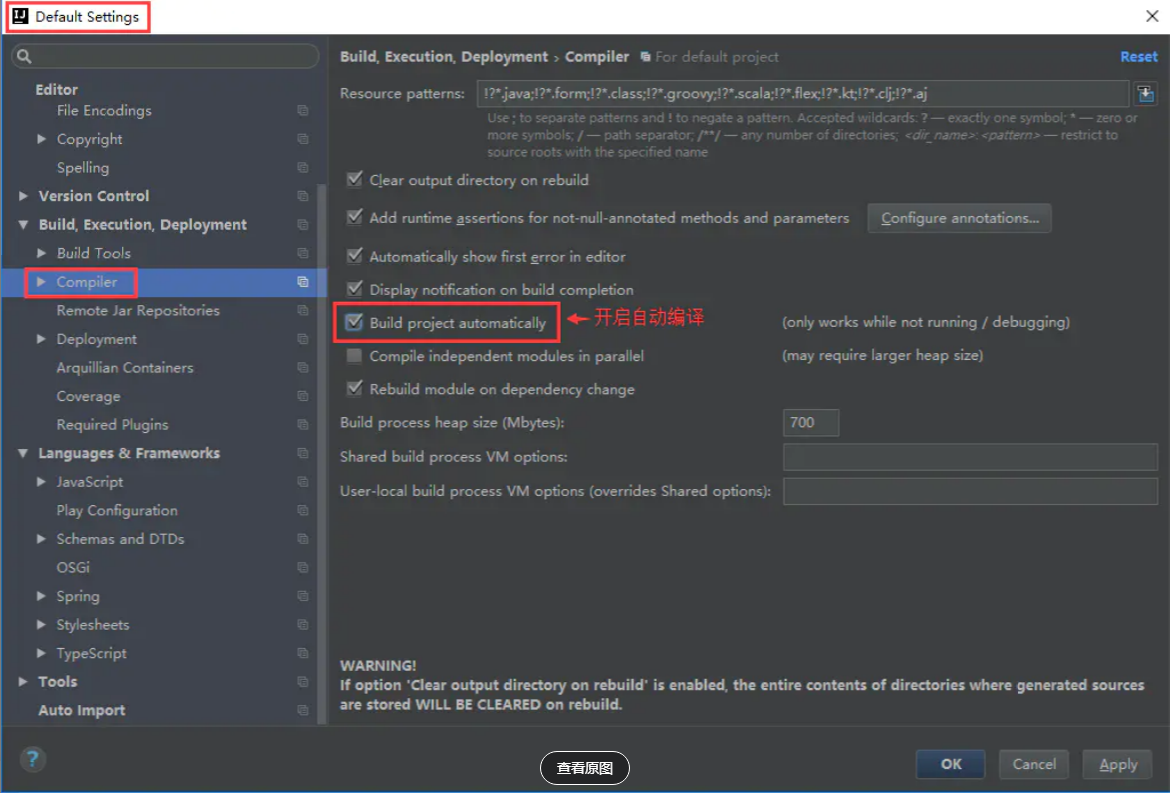 Default Settings
Editor
File Encodings
Copyright
Spelling
Version Control
Build, Execution, Deployment
Build Tools
Compiler
Remote Jar Repositories
Deployment
Arquillian Containers
Coverage
Required Plugins
Languages & Frameworks
JavaScript
Play Configuration
Schemas and DTDs
OSGi
Spring
Stylesheets
TypeScript
Tools
Auto Import
Build, Execution, Deployment › Compiler For default project Reset
Resource patterns: !?*.java;!?*.form;!?*.class;!?*.groovy;!?*.scala;!?*.flex;!?*.kt;!?*.clj;!?*.aj
Use ; to separate patterns and ! to negate a pattern. Accepted wildcards: ? — exactly one symbol; * — zero or
more symbols; / — path separator; /**/ — any number of directories; <dir_name>: <pattern> — restrict to
source roots with the specified name
Clear output directory on rebuild
Add runtime assertions for not-null-annotated methods and parameters Configure annotations...
Automatically show first error in editor
Display notification on build completion
Build project automatically 开启自动编译 (only works while not running / debugging)
Compile independent modules in parallel (may require larger heap size)
Rebuild module on dependency change
Build process heap size (Mbytes): 700
Shared build process VM options:
User-local build process VM options (overrides Shared options):
WARNING!
If option 'Clear output directory on rebuild' is enabled, the entire contents of directories where generated sources
are stored WILL BE CLEARED on rebuild.
?
查看原图
OK Cancel Apply